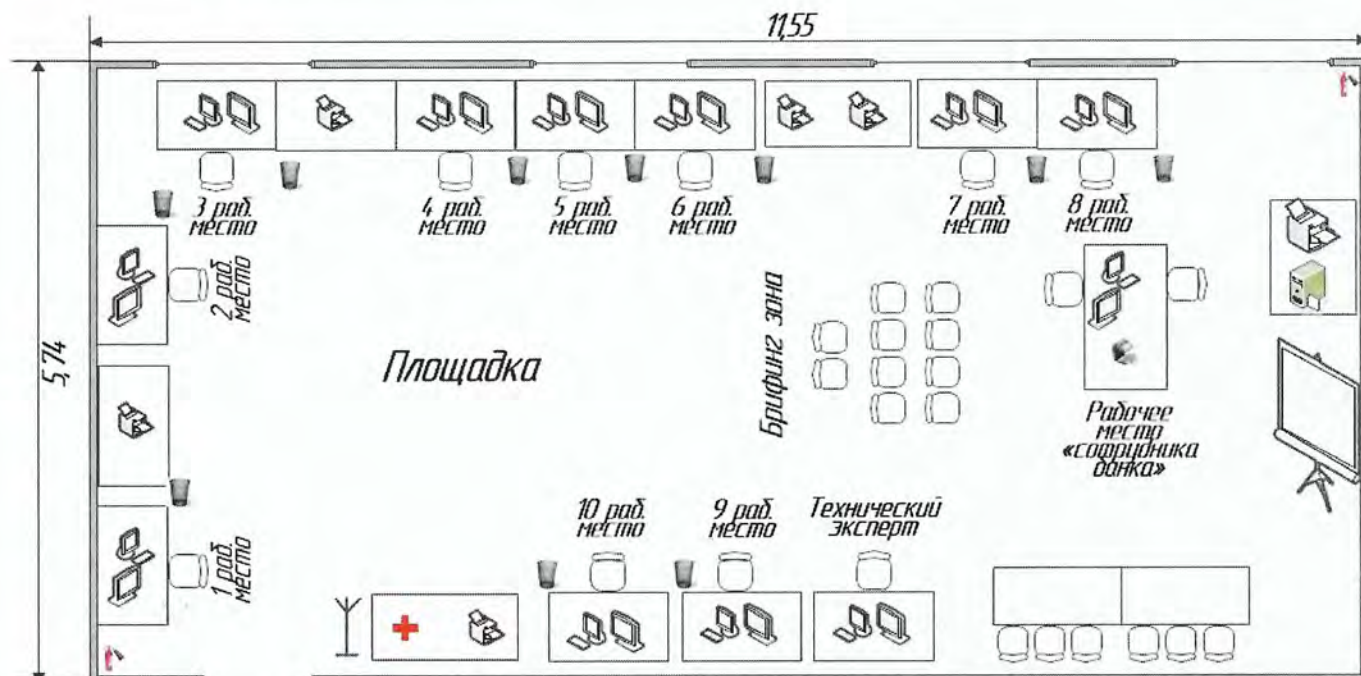 11,55
5,74
3 раб.
место
4 раб.
место
5 раб.
место
6 раб.
место
7 раб.
место
8 раб.
место
2 раб.
место
Площадка
Брифинг зона
Рабочее
место
«сотрудника
банка»
1 раб.
место
10 раб.
место
9 раб.
место
Технический
эксперт